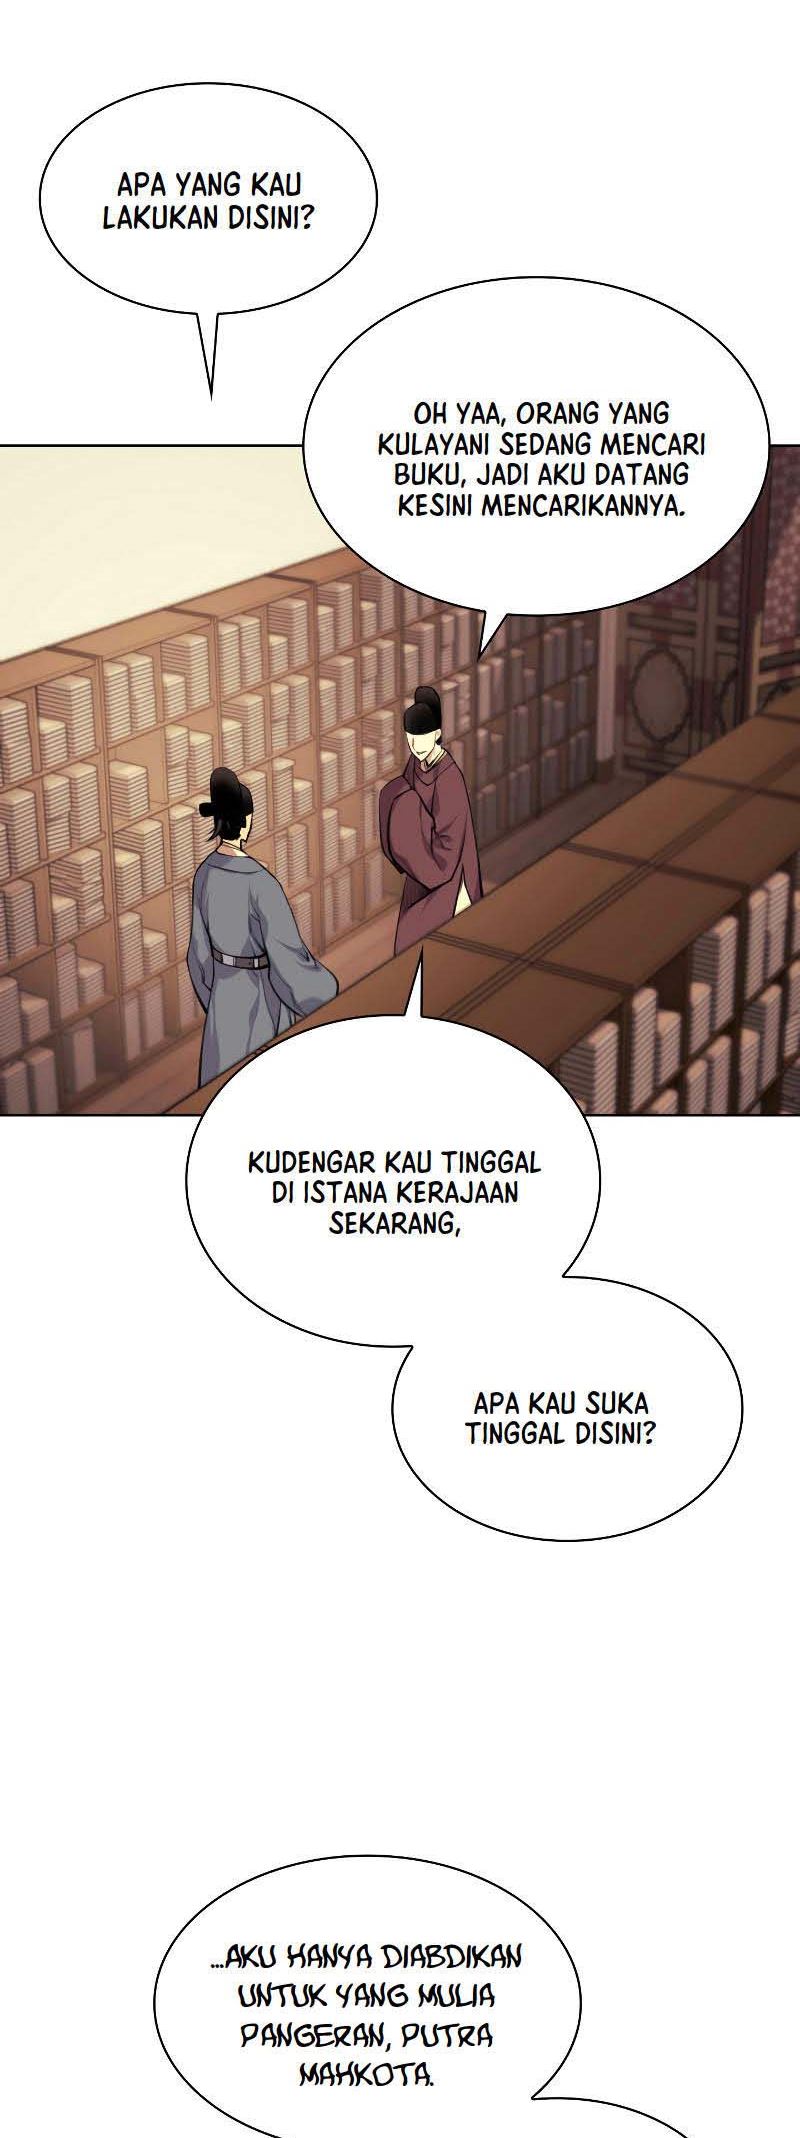 APA YANG KAU
LAKUKAN DISINI?
OH YAA, ORANG YANG
KULAYANI SEDANG MENCARI
BUKU, JADI AKU DATANG
KESINI MENCARIKANNYA.
KUDENGAR KAU TINGGAL
DI ISTANA KERAJAAN
SEKARANG,
APA KAU SUKA
TINGGAL DISINI?
...AKU HANYA DIABDIKAN
UNTUK YANG MULIA
PANGERAN, PUTRA
MAHKOTA.